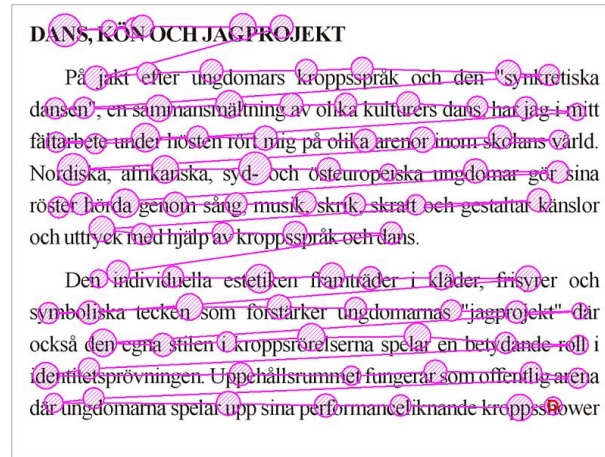 DANS, KÖN OCH JAGPROJEKT
På jakt efter ungdomars kroppsspråk och den "synkretiska
dansen", en sammansmältning av olika kulturers dans, har jag i mitt
fältarbete under hösten rört mig på olika arenor inom skolans värld.
Nordiska, afrikanska, syd- och östeuropeiska ungdomar gör sina
röster hörda genom sång, musik, skrik, skratt och gestaltar känslor
och uttryck med hjälp av kroppsspråk och dans.
Den individuella estetiken framträder i kläder, frisyrer och
symboliska tecken som förstärker ungdomarnas "jagprojekt" där
också den egna stilen i kroppsrörelserna spelar en betydande roll i
identitetsprövningen. Uppehållsrummet fungerar som offentlig arena
där ungdomarna spelar upp sina performanceliknande kroppsshower